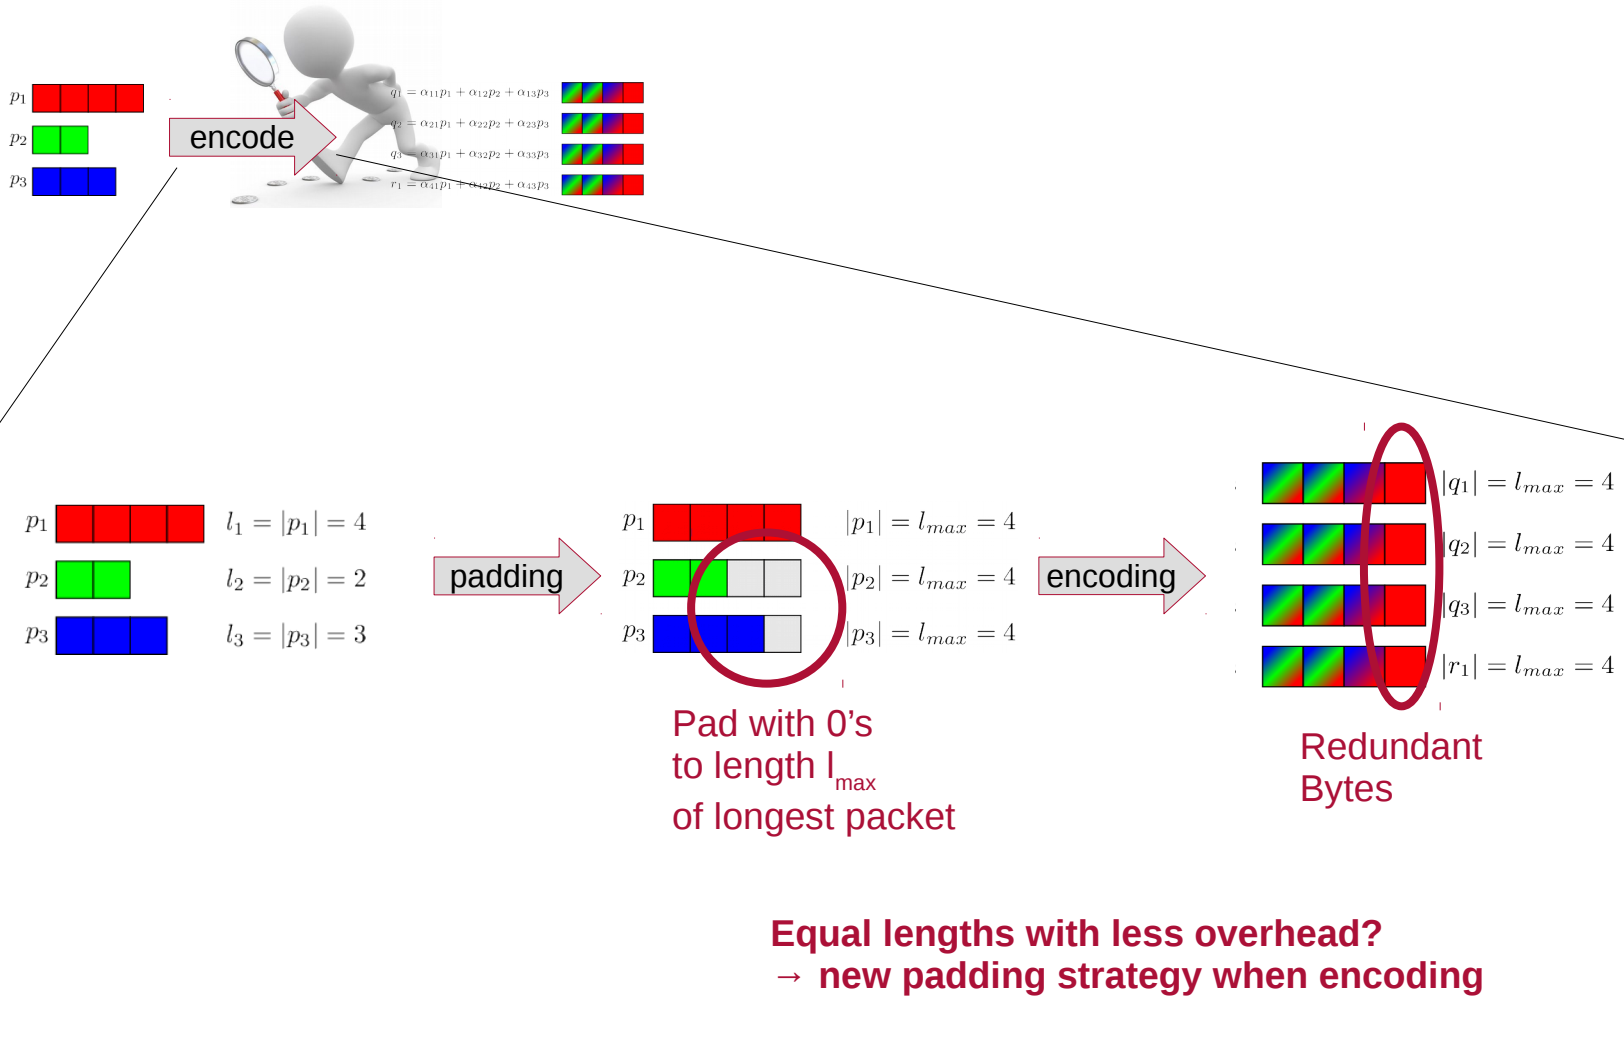 p₁
p₂
p₃
encode
q₁ = α₁₁p₁ + α₁₂p₂ + α₁₃p₃
q₂ = α₂₁p₁ + α₂₂p₂ + α₂₃p₃
q₃ = α₃₁p₁ + α₃₂p₂ + α₃₃p₃
r₁ = α₄₁p₁ + α₄₂p₂ + α₄₃p₃
p₁ l₁ = |p₁| = 4
p₂ l₂ = |p₂| = 2
p₃ l₃ = |p₃| = 3
padding
p₁ |p₁| = lₘₐₓ = 4
p₂ |p₂| = lₘₐₓ = 4
p₃ |p₃| = lₘₐₓ = 4
Pad with 0’s
to length lₘₐₓ
of longest packet
encoding
|q₁| = lₘₐₓ = 4
|q₂| = lₘₐₓ = 4
|q₃| = lₘₐₓ = 4
|r₁| = lₘₐₓ = 4
Redundant
Bytes
Equal lengths with less overhead?
→ new padding strategy when encoding